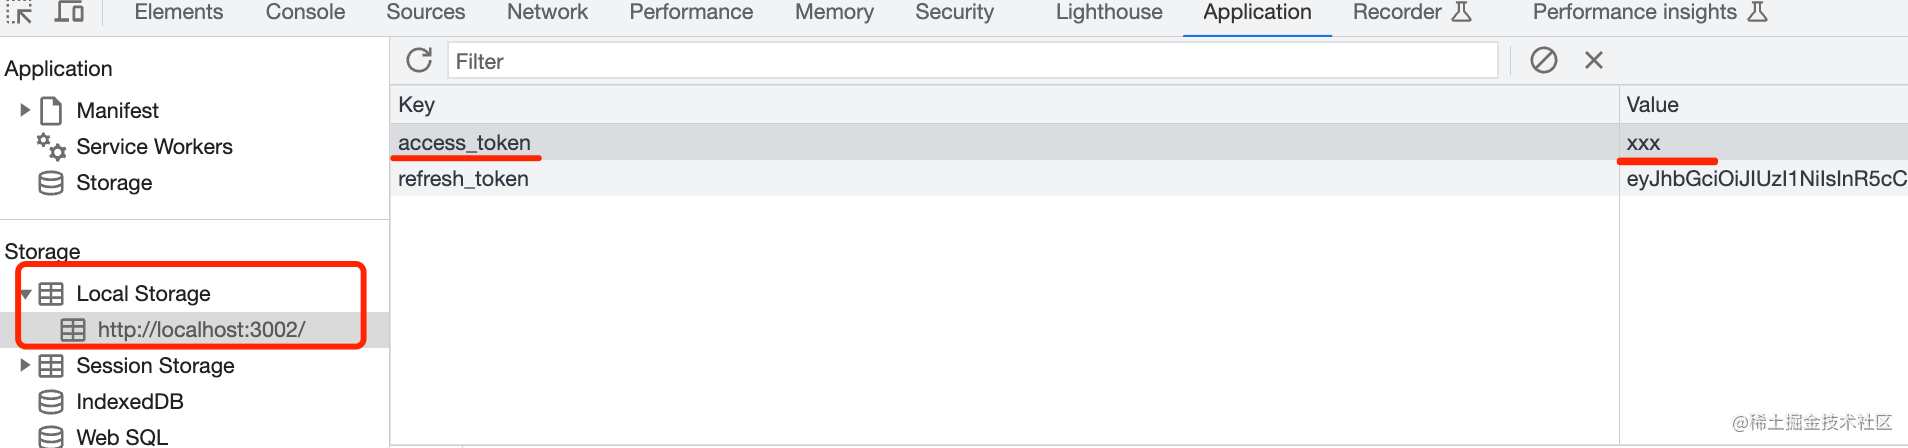 Elements Console Sources Network Performance Memory Security Lighthouse Application Recorder Performance insights
Application
Manifest
Service Workers
Storage
Storage
Local Storage
http://localhost:3002/
Session Storage
IndexedDB
Web SQL
Filter
Key Value
access_token xxx
refresh_token eyJhbGciOiJIUzI1NiIsInR5cC
@稀土掘金技术社区